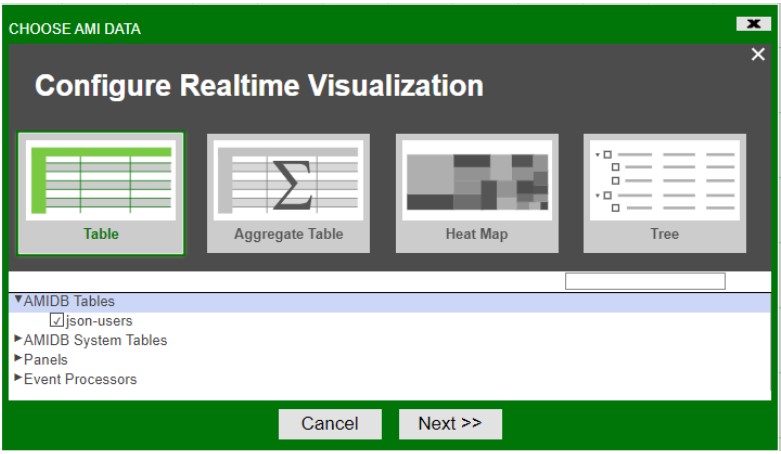 CHOOSE AMI DATA
Configure Realtime Visualization
Table
Aggregate Table
Heat Map
Tree
AMIDB Tables
json-users
AMIDB System Tables
Panels
Event Processors
Cancel
Next >>